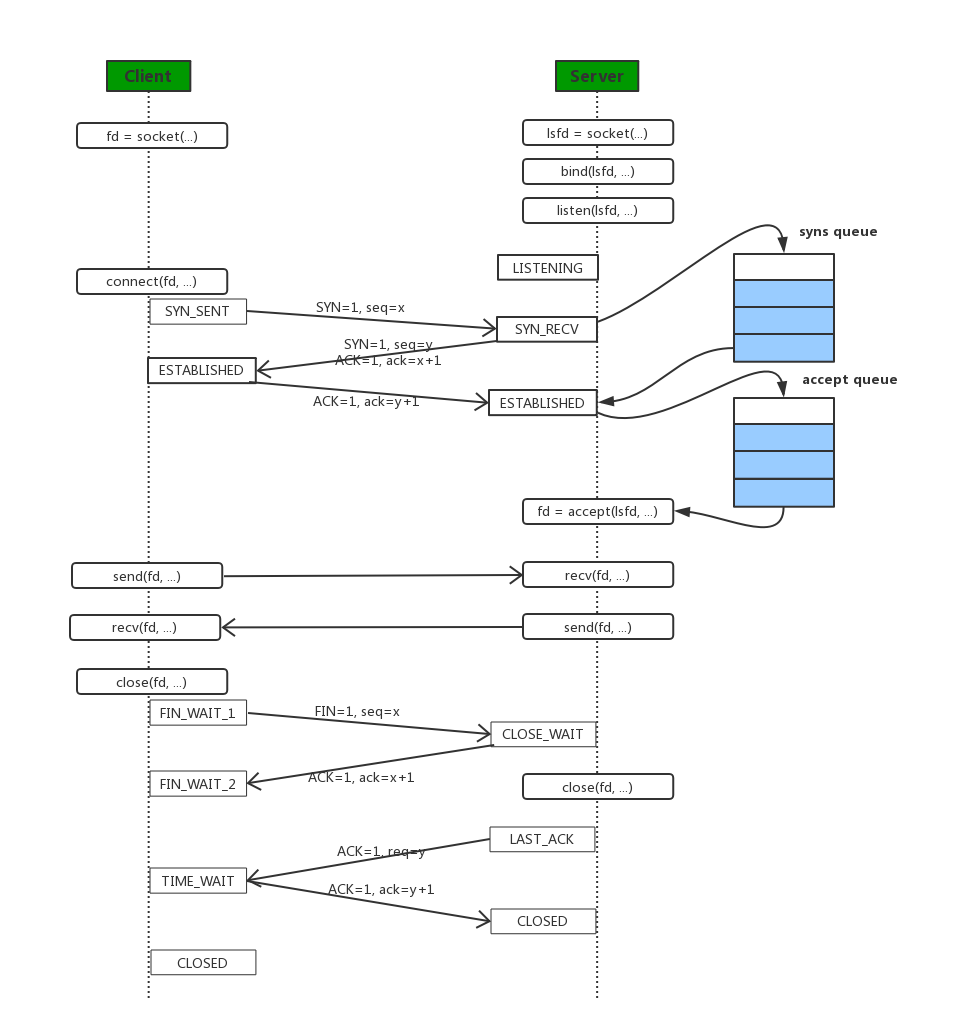 Client
Server
fd = socket(...)
lsfd = socket(...)
bind(lsfd, ...)
listen(lsfd, ...)
syns queue
LISTENING
connect(fd, ...)
SYN_SENT
SYN=1, seq=x
SYN_RECV
SYN=1, seq=y
ACK=1, ack=x+1
ESTABLISHED
accept queue
ACK=1, ack=y+1
ESTABLISHED
fd = accept(lsfd, ...)
send(fd, ...)
recv(fd, ...)
recv(fd, ...)
send(fd, ...)
close(fd, ...)
FIN_WAIT_1
FIN=1, seq=x
CLOSE_WAIT
ACK=1, ack=x+1
FIN_WAIT_2
close(fd, ...)
LAST_ACK
ACK=1, req=y
TIME_WAIT
ACK=1, ack=y+1
CLOSED
CLOSED